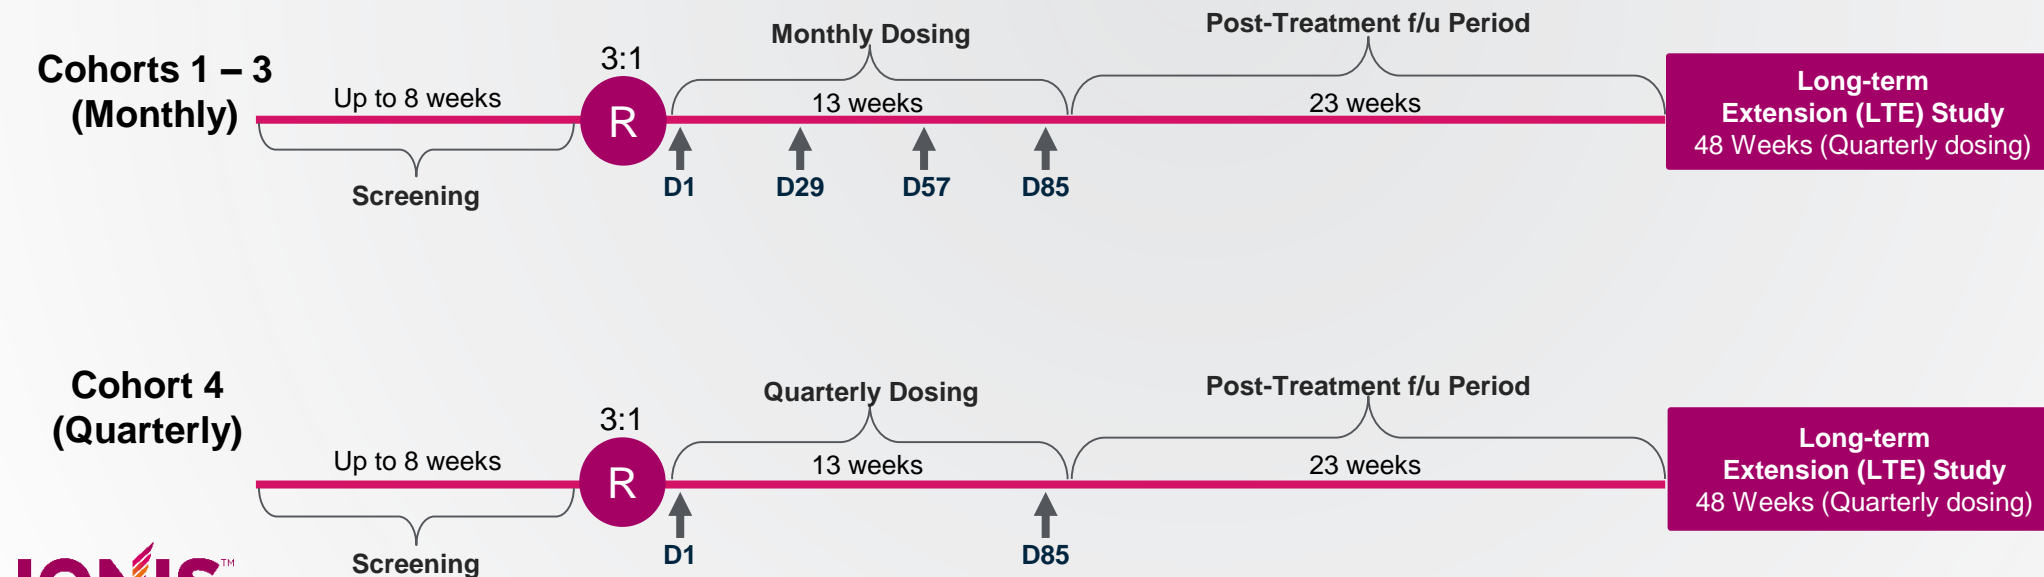 Cohorts 1 – 3
(Monthly)
Up to 8 weeks
Screening
3:1
R
Monthly Dosing
13 weeks
D1
D29
D57
D85
Post-Treatment f/u Period
23 weeks
Long-term
Extension (LTE) Study
48 Weeks (Quarterly dosing)
Cohort 4
(Quarterly)
Up to 8 weeks
Screening
3:1
R
Quarterly Dosing
13 weeks
D1
D85
Post-Treatment f/u Period
23 weeks
Long-term
Extension (LTE) Study
48 Weeks (Quarterly dosing)
IONIS™